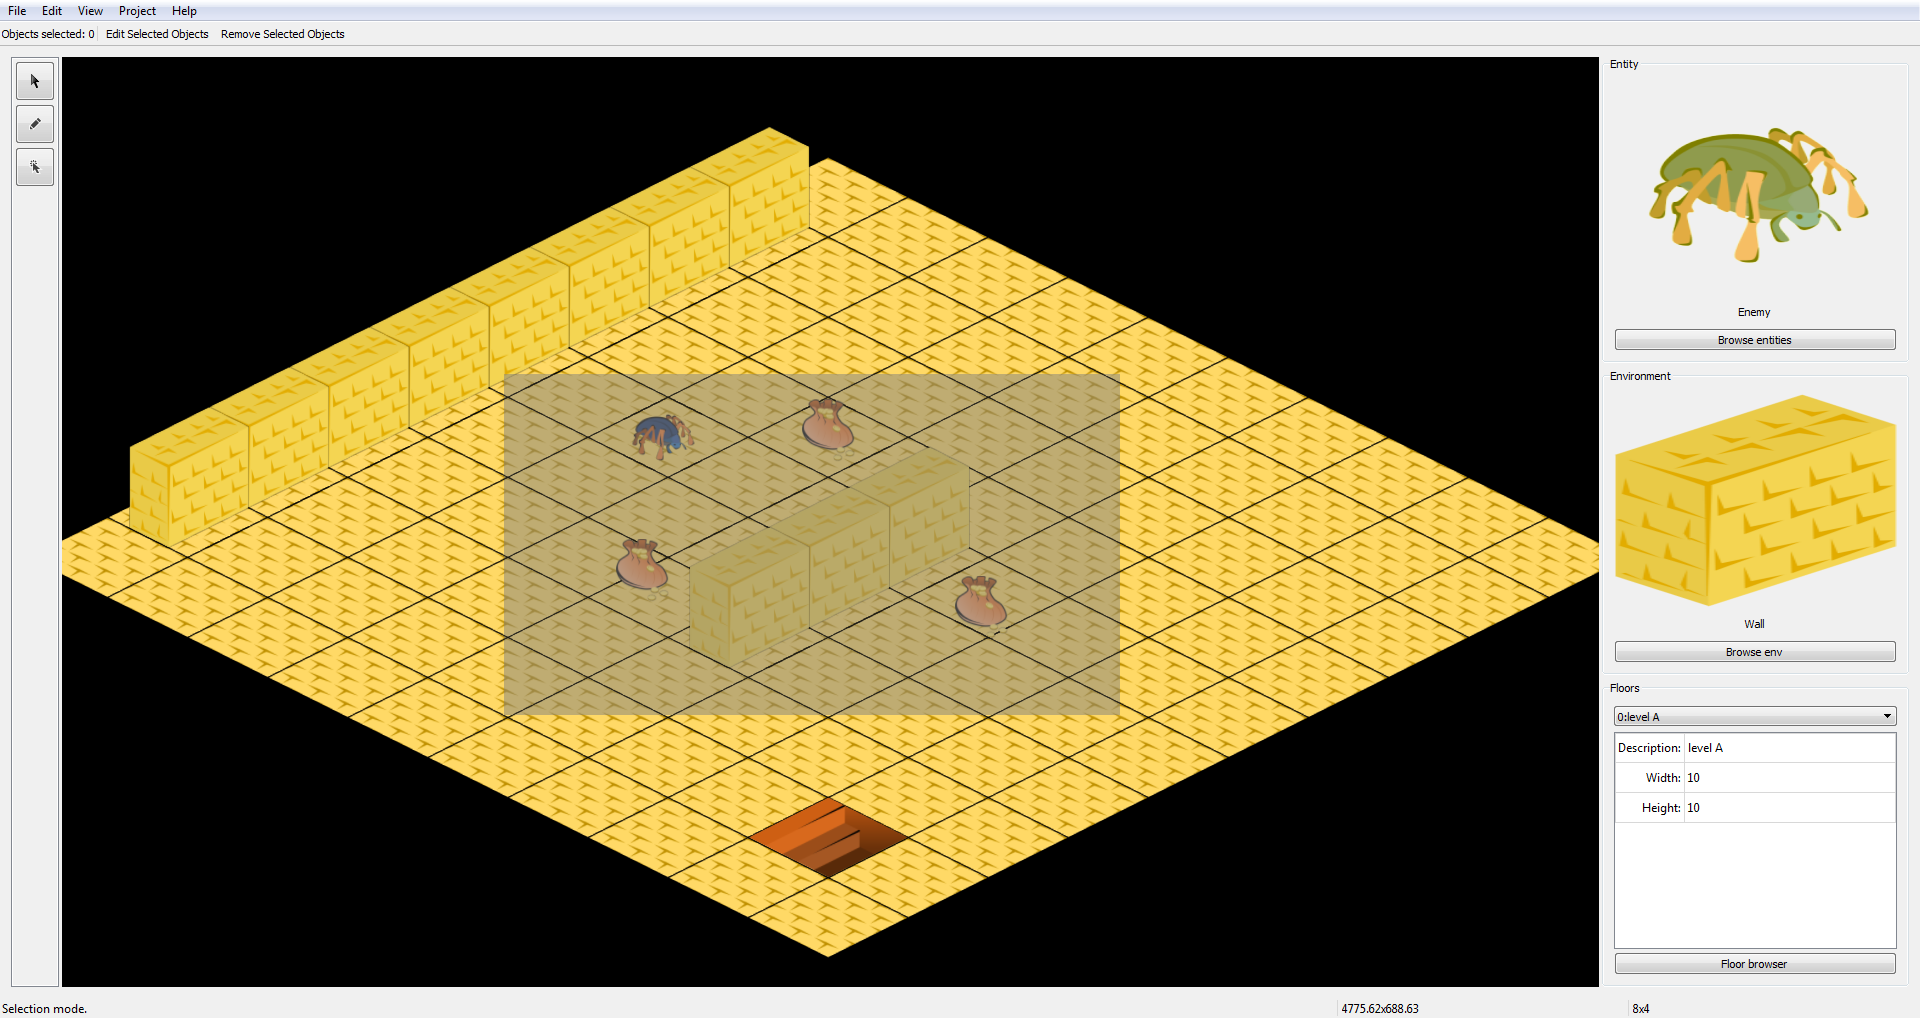 File Edit View Project Help
Objects selected: 0 Edit Selected Objects Remove Selected Objects
Entity
Enemy
Browse entities
Environment
Wall
Browse env
Floors
0:level A
Description: level A
Width: 10
Height: 10
Floor browser
Selection mode. 4775.62x688.63 8x4